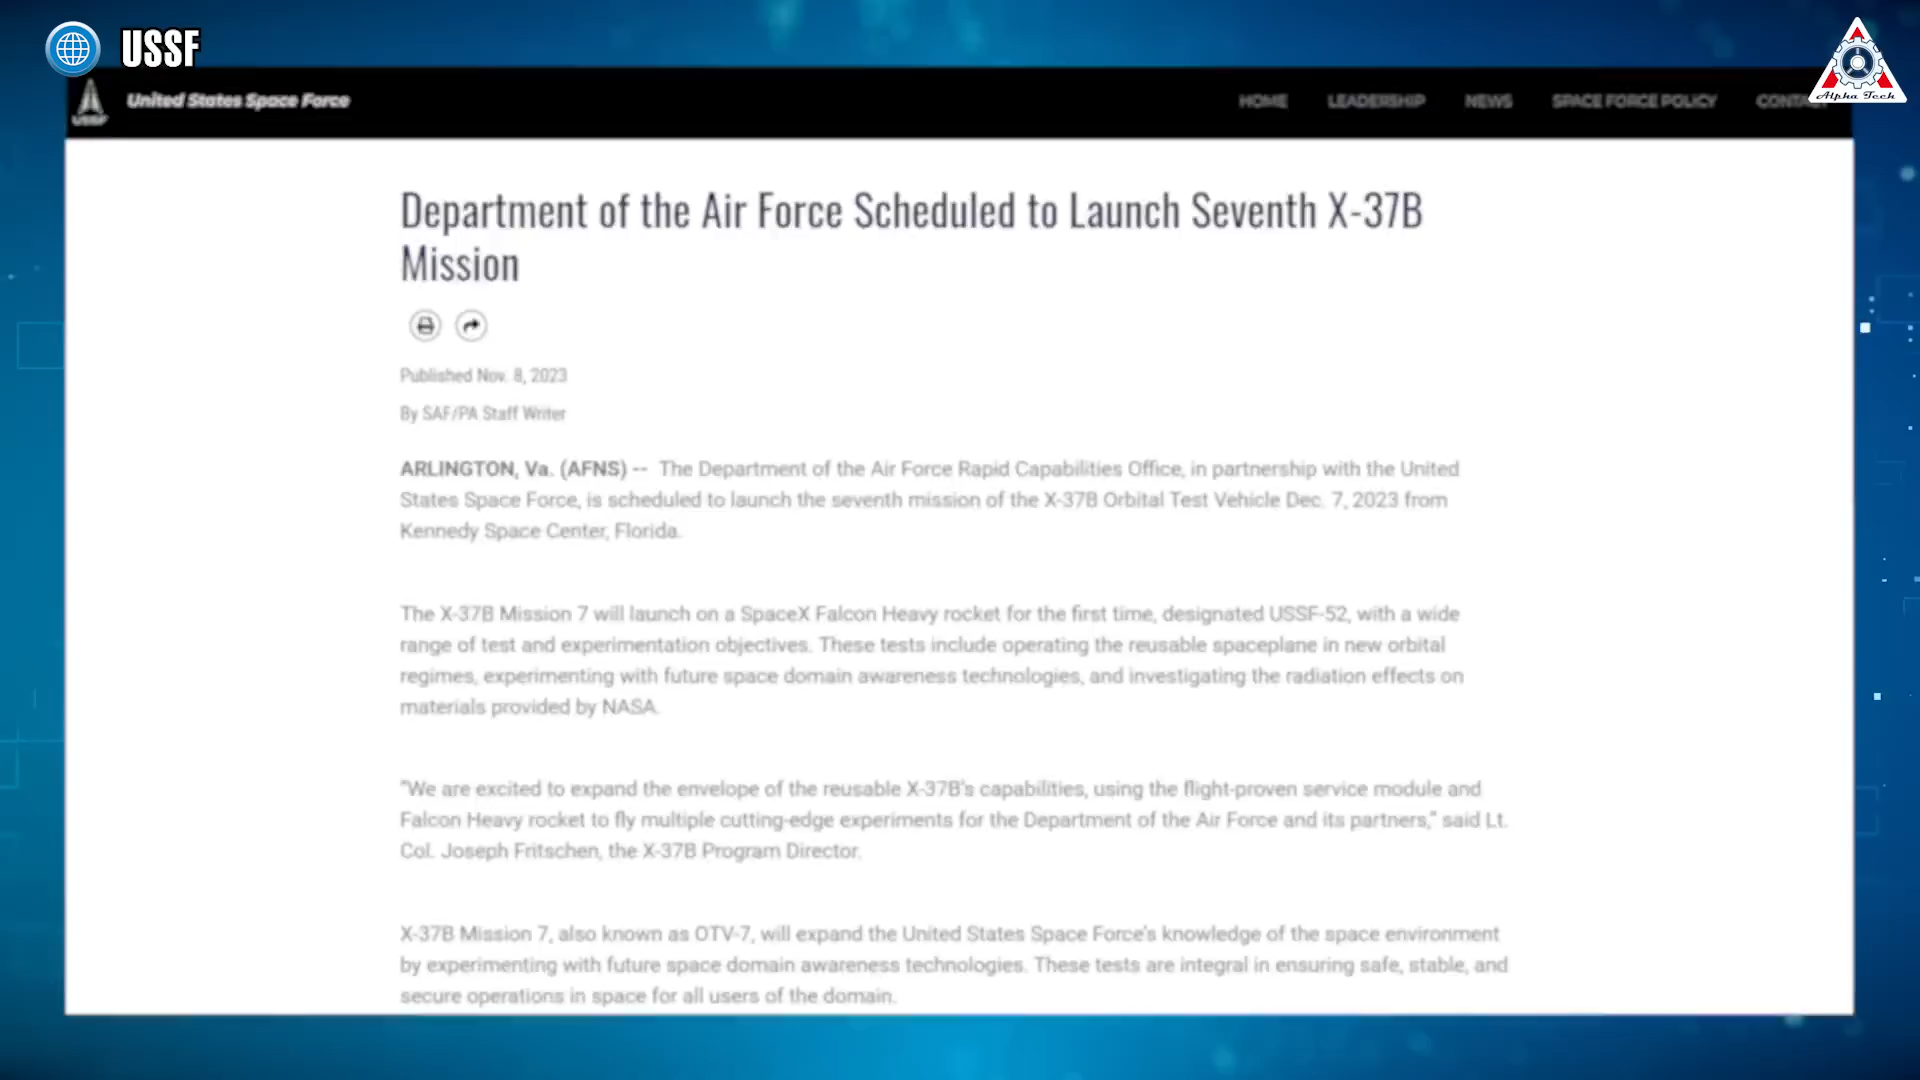 USSF
United States Space Force
HOME LEADERSHIP NEWS SPACE FORCE POLICY
USSF
Alpha Tech
Department of the Air Force Scheduled to Launch Seventh X-37B
Mission
Published Nov. 8, 2023
By SAF/PA Staff Writer
ARLINGTON, Va. (AFNS) -- The Department of the Air Force Rapid Capabilities Office, in partnership with the United
States Space Force, is scheduled to launch the seventh mission of the X-37B Orbital Test Vehicle Dec. 7, 2023 from
Kennedy Space Center, Florida.
The X-37B Mission 7 will launch on a SpaceX Falcon Heavy rocket for the first time, designated USSF-52, with a wide
range of test and experimentation objectives. These tests include operating the reusable spaceplane in new orbital
regimes, experimenting with future space domain awareness technologies, and investigating the radiation effects on
materials provided by NASA.
"We are excited to expand the envelope of the reusable X-37B's capabilities, using the flight-proven service module and
Falcon Heavy rocket to fly multiple cutting-edge experiments for the Department of the Air Force and its partners," said Lt.
Col. Joseph Fritschen, the X-37B Program Director.
X-37B Mission 7, also known as OTV-7, will expand the United States Space Force's knowledge of the space environment
by experimenting with future space domain awareness technologies. These tests are integral in ensuring safe, stable, and
secure operations in space for all users of the domain.